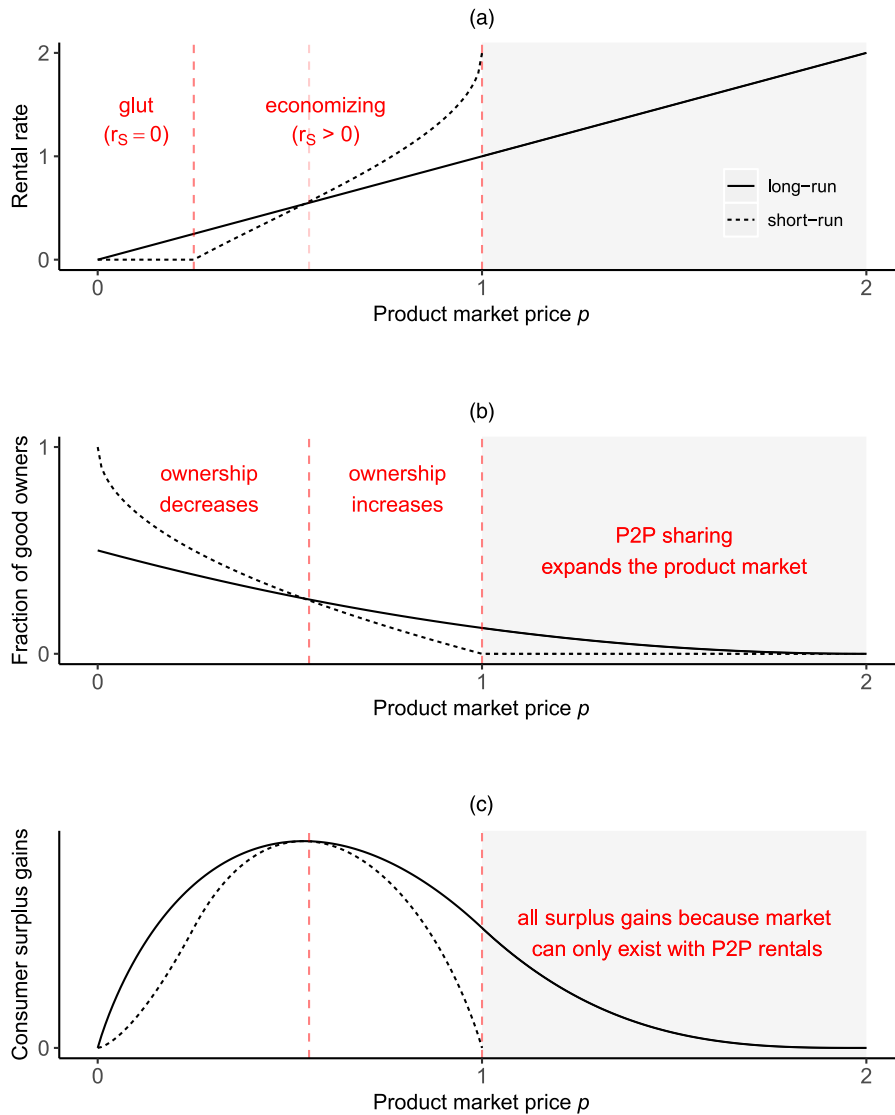 (a)
Rental rate
2
1
0
glut
(rS = 0)
economizing
(rS > 0)
long−run
short−run
0
1
2
Product market price p
(b)
Fraction of good owners
1
0
ownership
decreases
ownership
increases
P2P sharing
expands the product market
0
1
2
Product market price p
(c)
Consumer surplus gains
0
all surplus gains because market
can only exist with P2P rentals
0
1
2
Product market price p